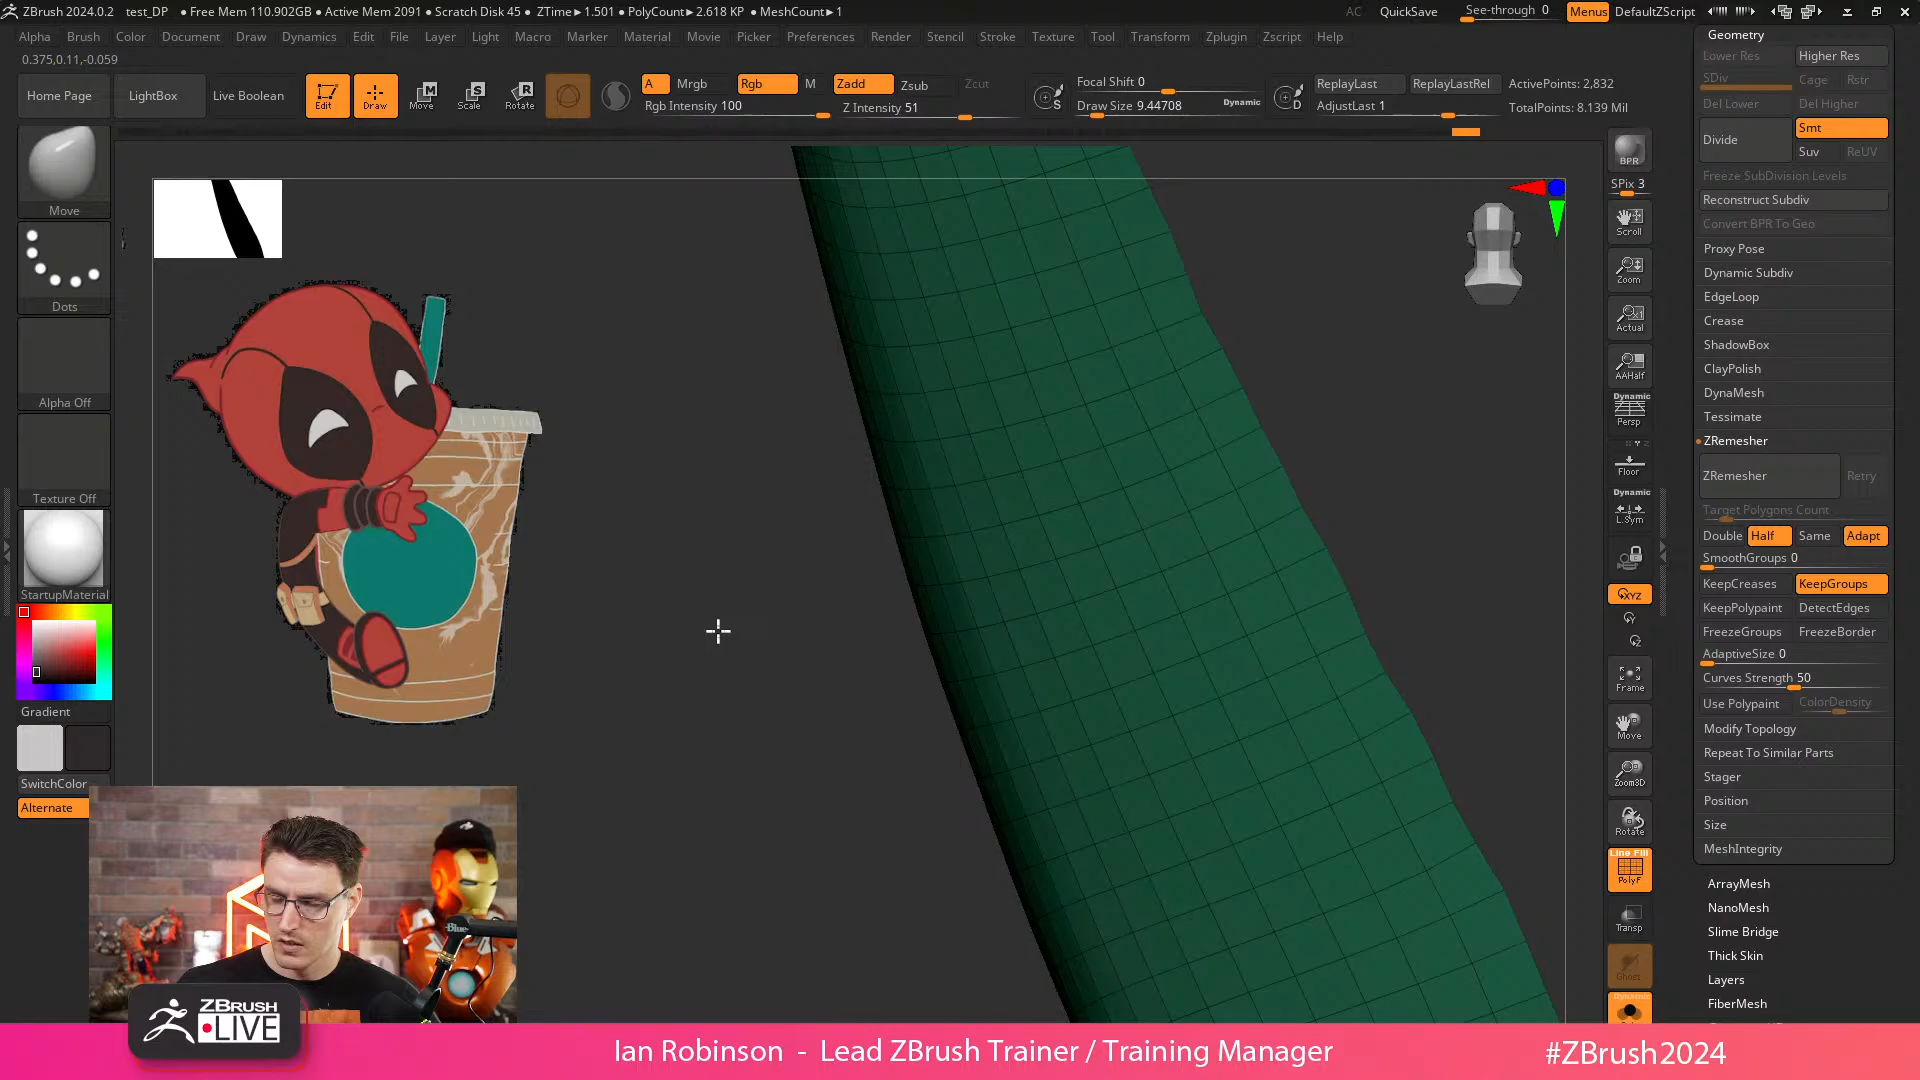 ZBrush 2024.0.2 test_DP ● Free Mem 110.902GB ● Active Mem 2091 ● Scratch Disk 45 ● ZTime►1.501 ● PolyCount►2.618 KP ● MeshCount►1 AC QuickSave See-through 0 Menus DefaultZScript
Alpha Brush Color Document Draw Dynamics Edit File Layer Light Macro Marker Material Movie Picker Preferences Render Stencil Stroke Texture Tool Transform Zplugin Zscript Help
0.375,0.11,-0.059
Home Page LightBox Live Boolean Edit Draw Move Scale Rotate
A Mrgb Rgb M Zadd Zsub Zcut
Rgb Intensity 100 Z Intensity 51
S
Focal Shift 0
Draw Size 9.44708 Dynamic
D
ReplayLast ReplayLastRel ActivePoints: 2,832
AdjustLast 1 TotalPoints: 8.139 Mil
Move
Dots
Alpha Off
Texture Off
StartupMaterial
Gradient
SwitchColor
Alternate
BPR
SPix 3
Scroll
Zoom
Actual
AAHalf
Dynamic
Persp
Floor
Dynamic
L.Sym
XYZ
Y
Z
Frame
Move
Zoom3D
Rotate
Line Fill
PolyF
Transp
Ghost
Dynamic
Geometry
Lower Res Higher Res
SDiv Cage Rstr
Del Lower Del Higher
Divide Smt
Suv ReUV
Freeze SubDivision Levels
Reconstruct Subdiv
Convert BPR To Geo
Proxy Pose
Dynamic Subdiv
EdgeLoop
Crease
ShadowBox
ClayPolish
DynaMesh
Tessimate
ZRemesher
ZRemesher Retry
Target Polygons Count
Double Half Same Adapt
SmoothGroups 0
KeepCreases KeepGroups
KeepPolypaint DetectEdges
FreezeGroups FreezeBorder
AdaptiveSize 0
Curves Strength 50
Use Polypaint ColorDensity
Modify Topology
Repeat To Similar Parts
Stager
Position
Size
MeshIntegrity
ArrayMesh
NanoMesh
Slime Bridge
Thick Skin
Layers
FiberMesh
Blue
ZBRUSH
LIVE
Ian Robinson - Lead ZBrush Trainer / Training Manager
#ZBrush2024